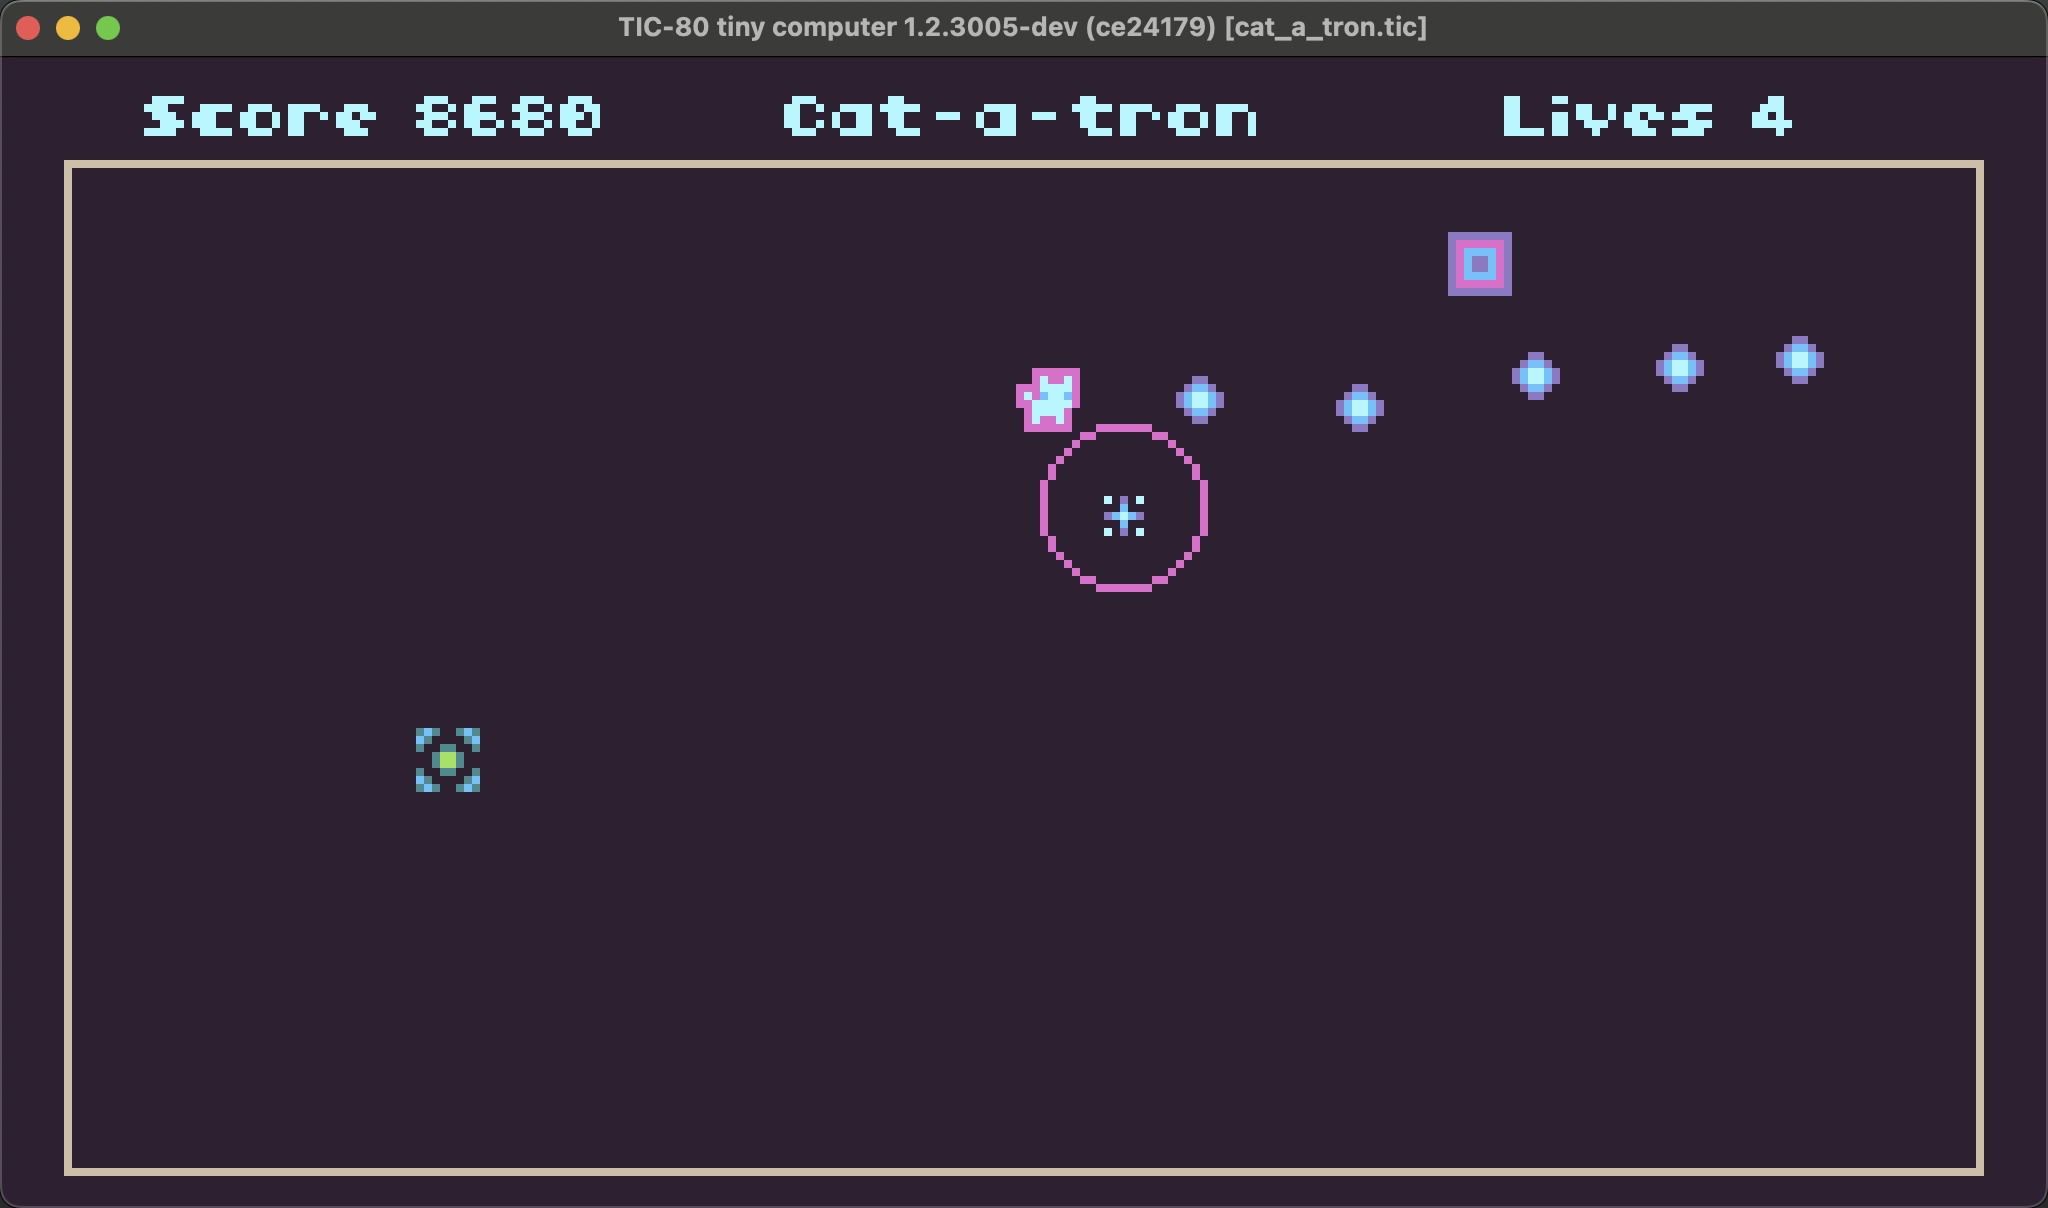 TIC-80 tiny computer 1.2.3005-dev (ce24179) [cat_a_tron.tic]
Score 8680 Cat-a-tron Lives 4